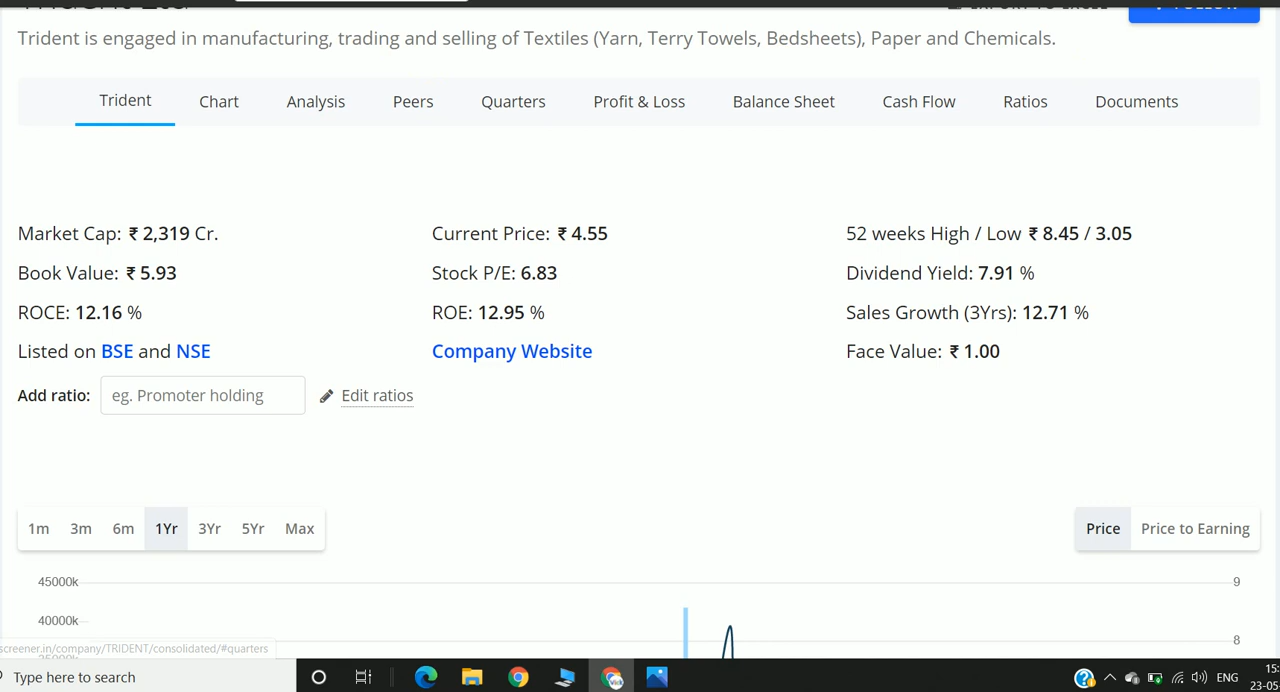 Trident is engaged in manufacturing, trading and selling of Textiles (Yarn, Terry Towels, Bedsheets), Paper and Chemicals.
Trident Chart Analysis Peers Quarters Profit & Loss Balance Sheet Cash Flow Ratios Documents
Market Cap: ₹ 2,319 Cr. Current Price: ₹ 4.55 52 weeks High / Low ₹ 8.45 / 3.05
Book Value: ₹ 5.93 Stock P/E: 6.83 Dividend Yield: 7.91 %
ROCE: 12.16 % ROE: 12.95 % Sales Growth (3Yrs): 12.71 %
Listed on BSE and NSE Company Website Face Value: ₹ 1.00
Add ratio: eg. Promoter holding Edit ratios
1m 3m 6m 1Yr 3Yr 5Yr Max Price Price to Earning
45000k 9
40000k 8
screener.in/company/TRIDENT/consolidated/#quarters
Type here to search ENG
15:
23-05